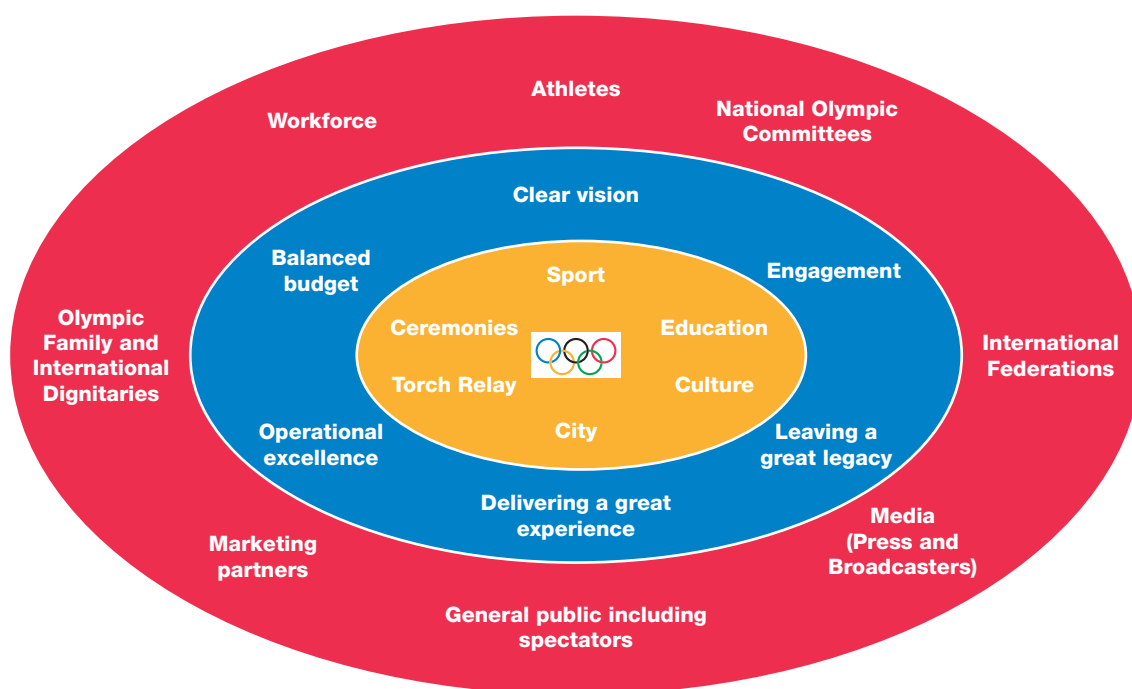 Athletes
Workforce
National Olympic
Committees
Clear vision
Balanced
budget
Engagement
Sport
Ceremonies
Education
Olympic
Family and
International
Dignitaries
International
Federations
Torch Relay
Culture
City
Operational
excellence
Leaving a
great legacy
Delivering a great
experience
Marketing
partners
Media
(Press and
Broadcasters)
General public including
spectators